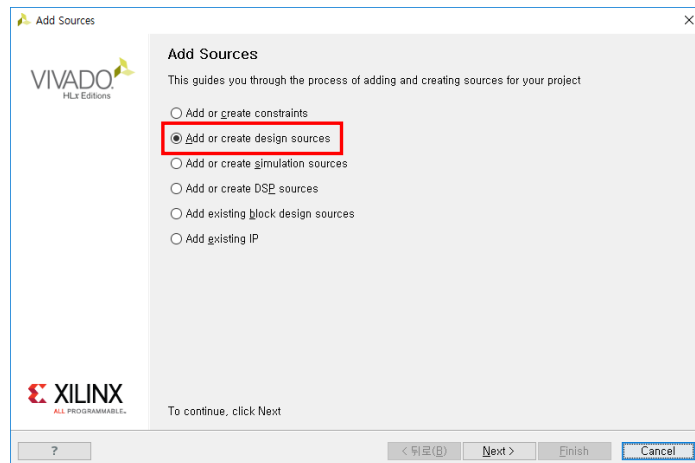 Add Sources
VIVADO.
HLx Editions
Add Sources
This guides you through the process of adding and creating sources for your project
Add or create constraints
Add or create design sources
Add or create simulation sources
Add or create DSP sources
Add existing block design sources
Add existing IP
XILINX
ALL PROGRAMMABLE.
To continue, click Next
?
< 뒤로(B)
Next >
Finish
Cancel